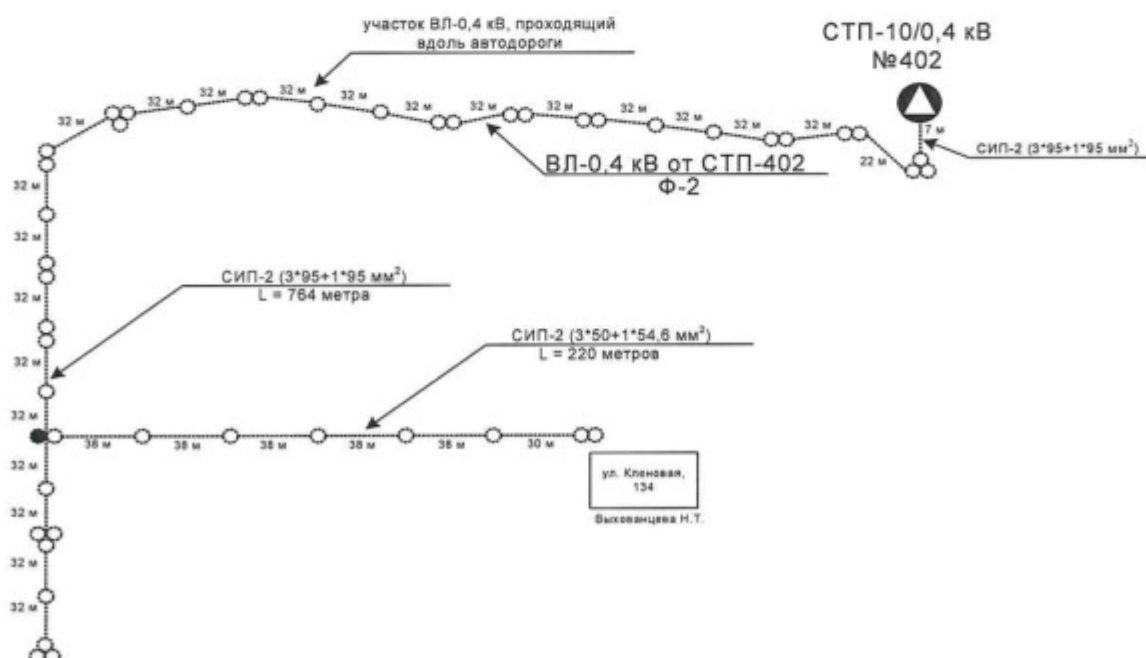 участок ВЛ-0,4 кВ, проходящий
вдоль автодороги
СТП-10/0,4 кВ
№402
32 м
32 м
32 м
32 м
32 м
32 м
32 м
32 м
32 м
32 м
32 м
32 м
7 м
СИП-2 (3*95+1*95 мм²)
22 м
ВЛ-0,4 кВ от СТП-402
Ф-2
32 м
32 м
32 м
32 м
32 м
СИП-2 (3*95+1*95 мм²)
L = 764 метра
СИП-2 (3*50+1*54,6 мм²)
L = 220 метров
38 м
38 м
38 м
38 м
38 м
30 м
32 м
32 м
32 м
32 м
ул. Кленовая,
134
Выхованцева Н.Т.